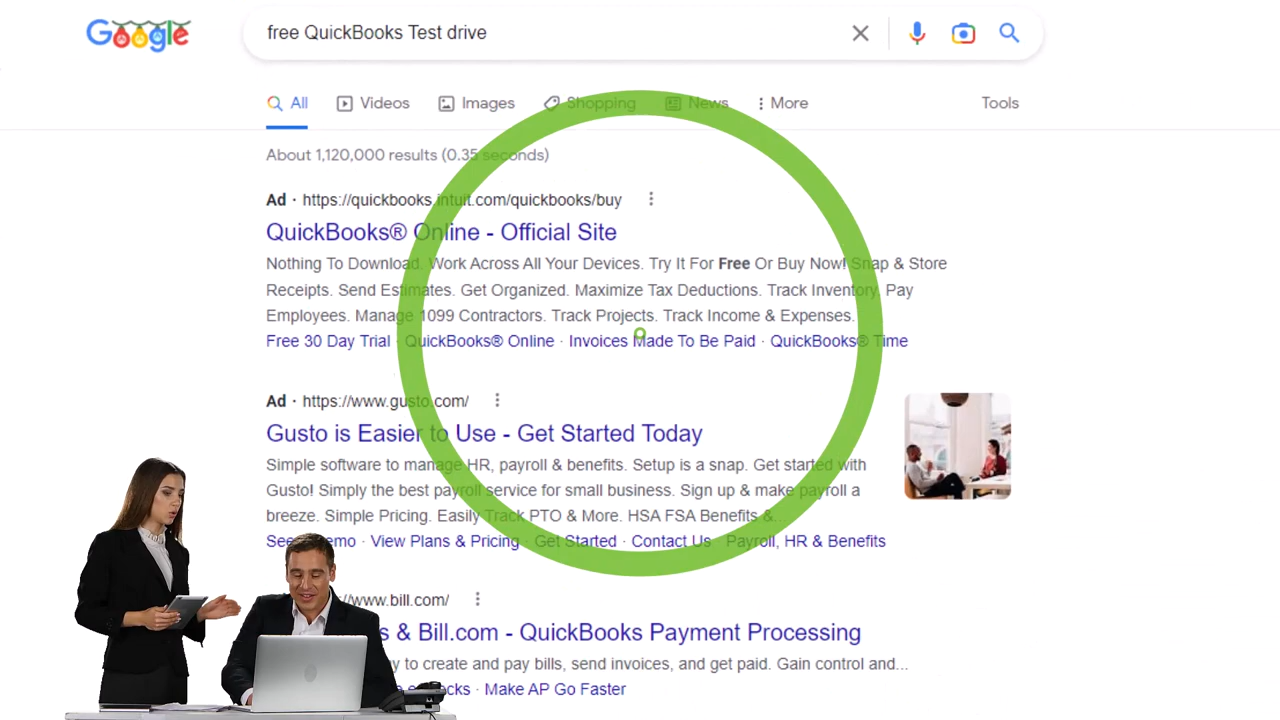 Google
free QuickBooks Test drive
All Videos Images Shopping News More Tools
About 1,120,000 results (0.35 seconds)
Ad · https://quickbooks.intuit.com/quickbooks/buy
QuickBooks® Online - Official Site
Nothing To Download. Work Across All Your Devices. Try It For Free Or Buy Now! Snap & Store
Receipts. Send Estimates. Get Organized. Maximize Tax Deductions. Track Inventory. Pay
Employees. Manage 1099 Contractors. Track Projects. Track Income & Expenses.
Free 30 Day Trial · QuickBooks® Online · Invoices Made To Be Paid · QuickBooks® Time
Ad · https://www.gusto.com/
Gusto is Easier to Use - Get Started Today
Simple software to manage HR, payroll & benefits. Setup is a snap. Get started with
Gusto! Simply the best payroll service for small business. Sign up & make payroll a
breeze. Simple Pricing. Easily Track PTO & More. HSA FSA Benefits &...
See · View Plans & Pricing · Get Started · Contact Us · Payroll, HR & Benefits
//www.bill.com/
& Bill.com - QuickBooks Payment Processing
to create and pay bills, send invoices, and get paid. Gain control and...
· Make AP Go Faster